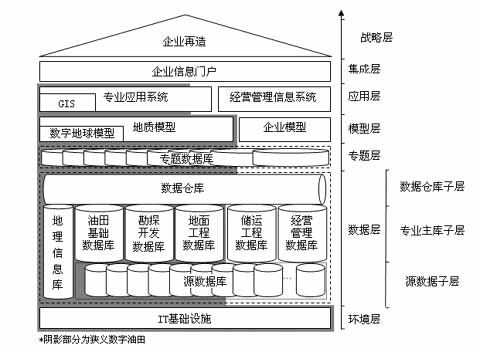 企业再造
战略层
企业信息门户
集成层
专业应用系统
经营管理信息系统
应用层
GIS
地质模型
企业模型
模型层
数字地球模型
专题数据库
专题层
数据仓库
数据仓库子层
地理信息库
油田基础数据库
勘探开发数据库
地面工程数据库
储运工程数据库
经营管理数据库
数据层
专业主库子层
源数据库
...
源数据子层
IT基础设施
环境层
*阴影部分为狭义数字油田